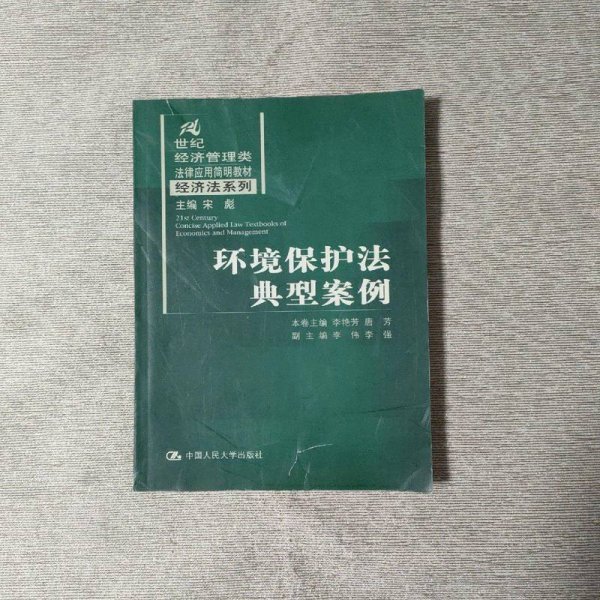 21
世纪
经济管理类
法律应用简明教材
经济法系列
主编 宋 彪
21st Century
Concise Applied Law Textbooks of
Economics and Management
环境保护法
典型案例
本卷主编 李艳芳 唐 芳
副主编 李 伟 李 强
中国人民大学出版社